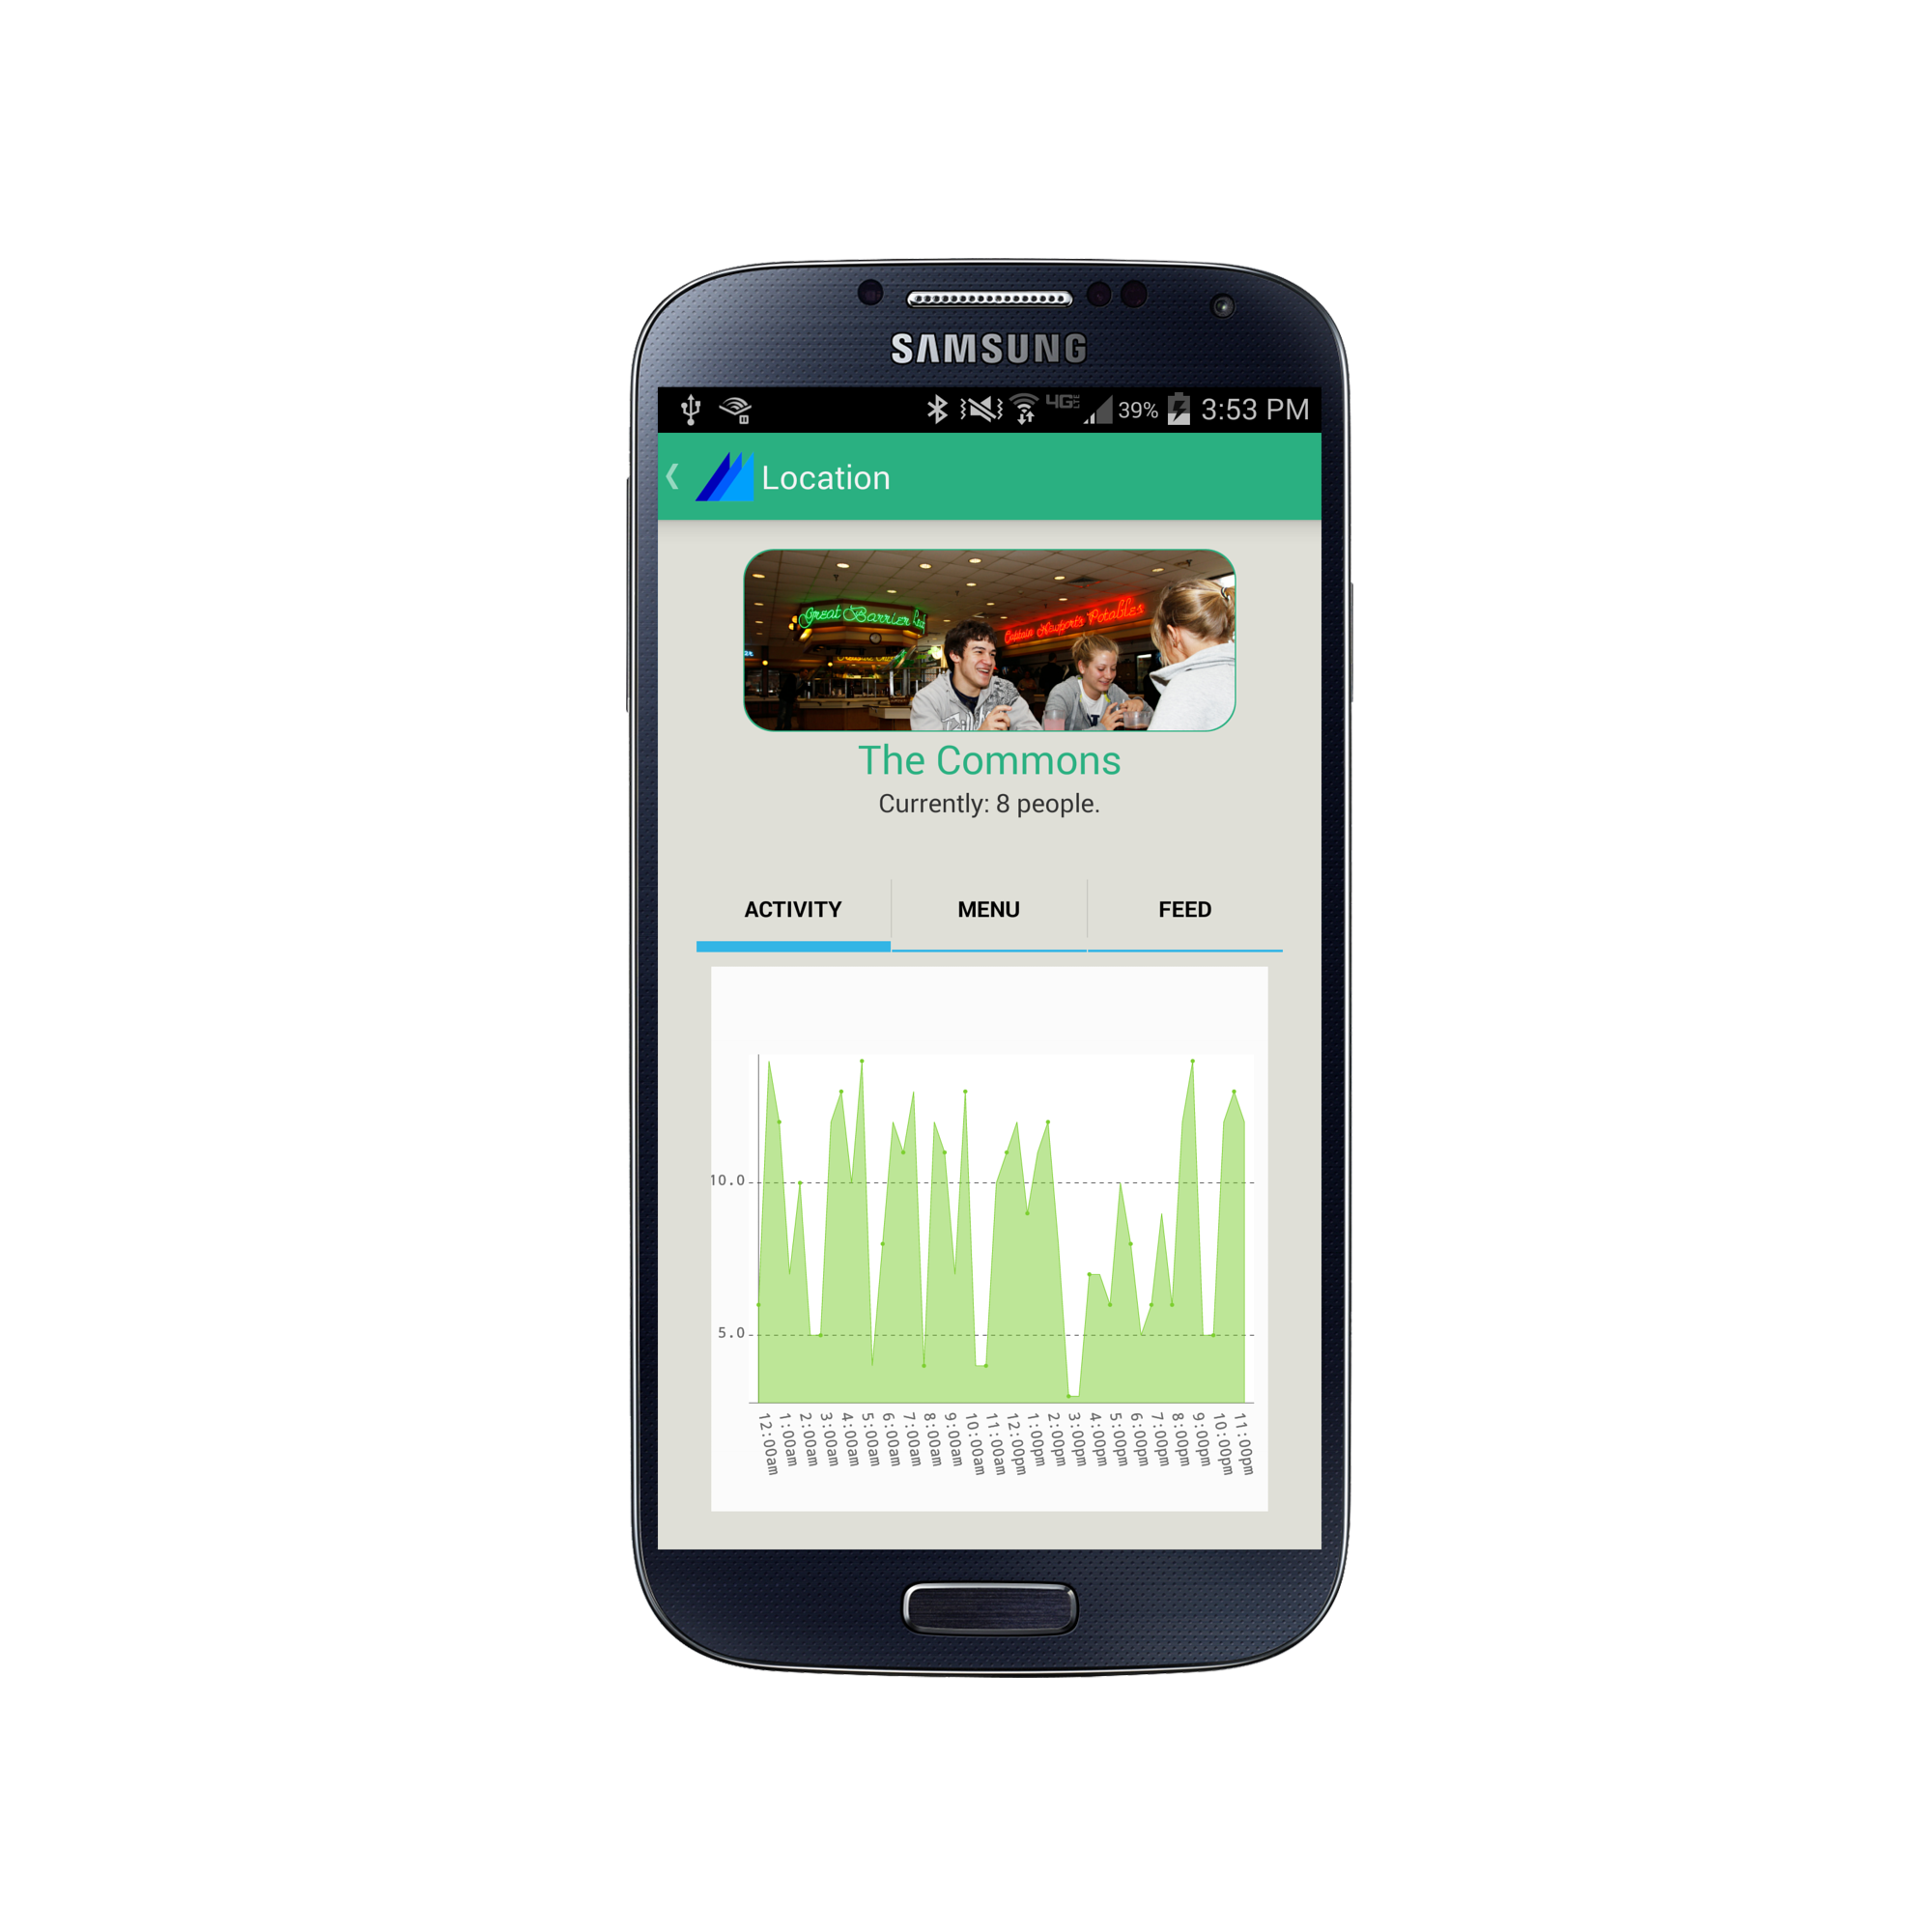 SAMSUNG
4G LTE 39% 3:53 PM
Location
Great Barrier
Captain Newport's Potables
The Commons
Currently: 8 people.
ACTIVITY MENU FEED
10.0
5.0
12:00am 1:00am 2:00am 3:00am 4:00am 5:00am 6:00am 7:00am 8:00am 9:00am 10:00am 11:00am 12:00pm 1:00pm 2:00pm 3:00pm 4:00pm 5:00pm 6:00pm 7:00pm 8:00pm 9:00pm 10:00pm 11:00pm